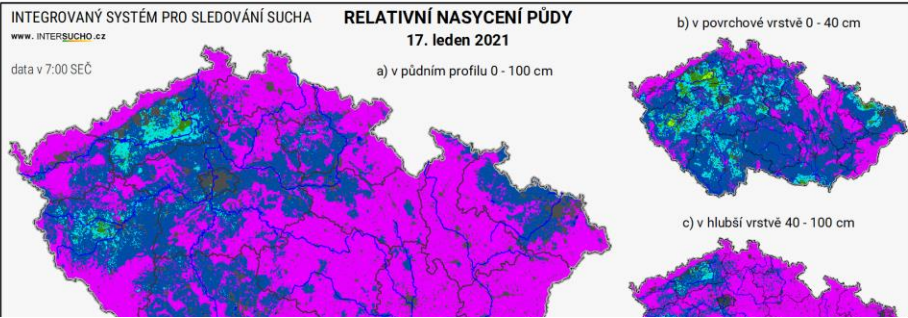 INTEGROVANÝ SYSTÉM PRO SLEDOVÁNÍ SUCHA
www. INTERSUCHO.cz
data v 7:00 SEČ
RELATIVNÍ NASYCENÍ PŮDY
17. leden 2021
a) v půdním profilu 0 - 100 cm
b) v povrchové vrstvě 0 - 40 cm
c) v hlubší vrstvě 40 - 100 cm